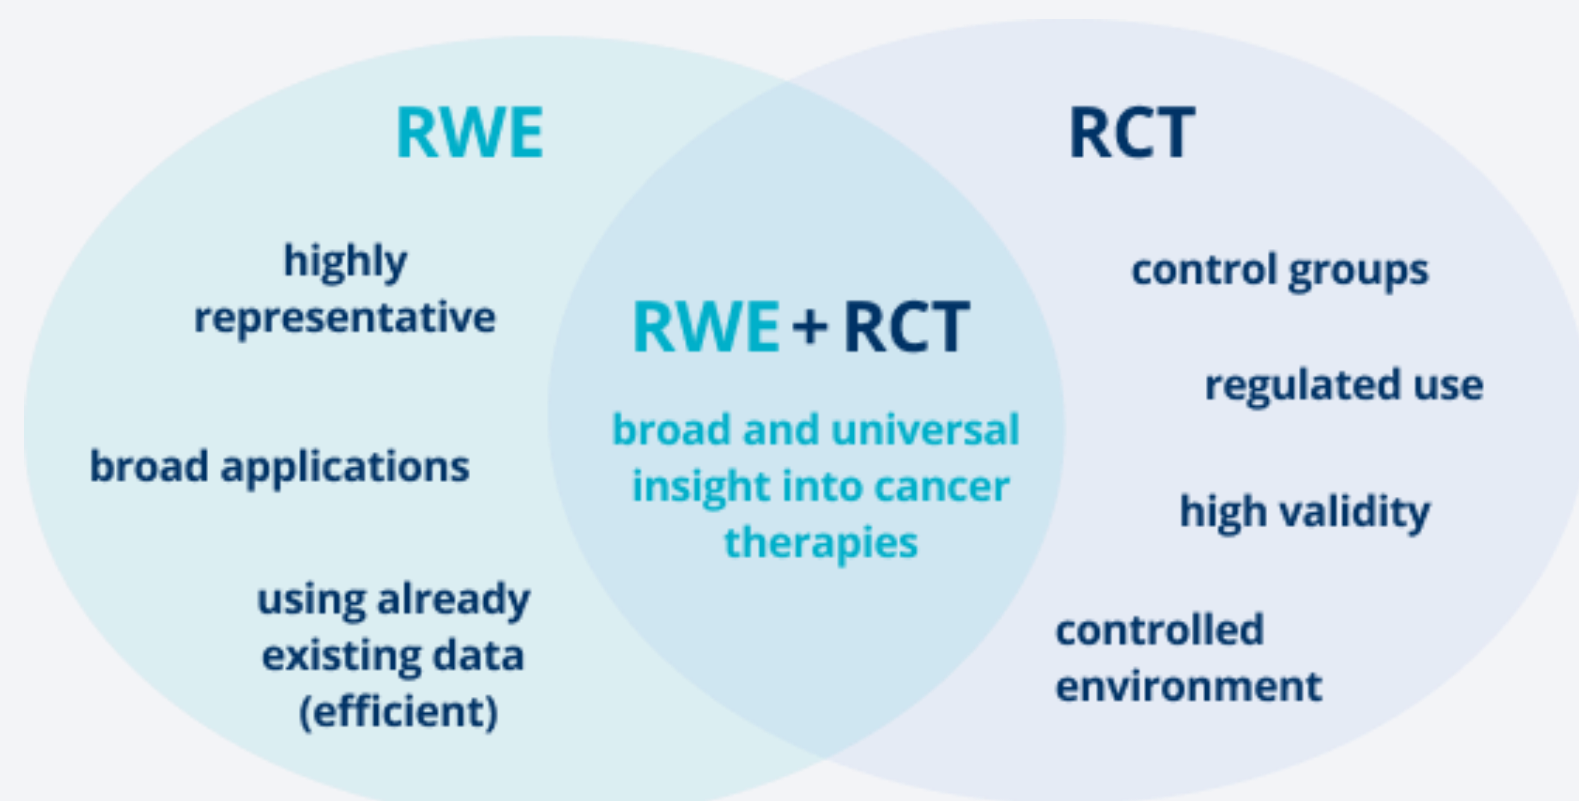 RWE
highly
representative
broad applications
using already
existing data
(efficient)
RWE + RCT
broad and universal
insight into cancer
therapies
RCT
control groups
regulated use
high validity
controlled
environment